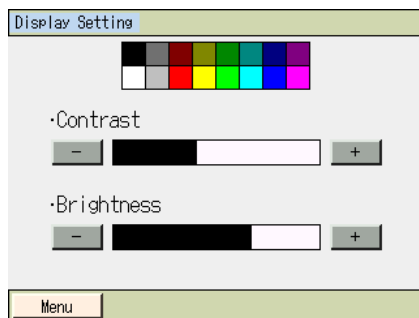 Display Setting
·Contrast
- +
·Brightness
- +
Menu